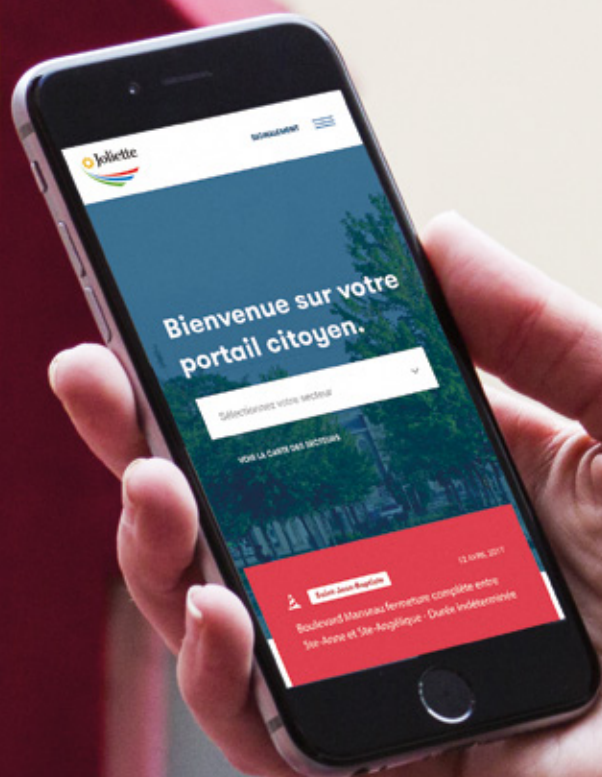 Joliette
SIGNALEMENT
Bienvenue sur votre
portail citoyen.
Sélectionnez votre secteur
VOIR LA CARTE DES SECTEURS
Saint Jean-Baptiste
12 AVRIL, 2017
Boulevard Manseau fermeture complète entre
Ste-Anne et Ste-Angélique - Durée indéterminée